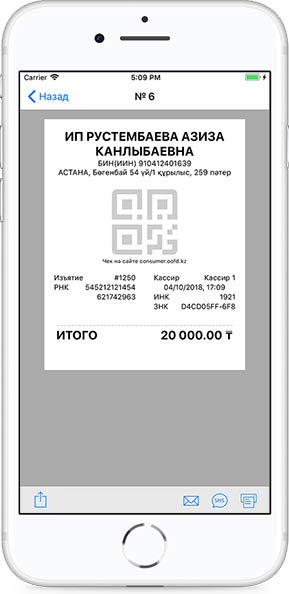 Carrier 5:09 PM
Назад № 6
ИП РУСТЕМБАЕВА АЗИЗА
КАНЛЫБАЕВНА
БИН(ИИН) 910412401639
АСТАНА, Бөгенбай 54 үй/1 құрылыс, 259 пәтер
Чек на сайте consumer.oofd.kz
Изъятие #1250 Кассир Кассир 1
РНК 545212121454 04/10/2018, 17:09
621742963 ИНК 1921
ЗНК D4CD05FF-6F8
ИТОГО 20 000.00 ₸
SMS